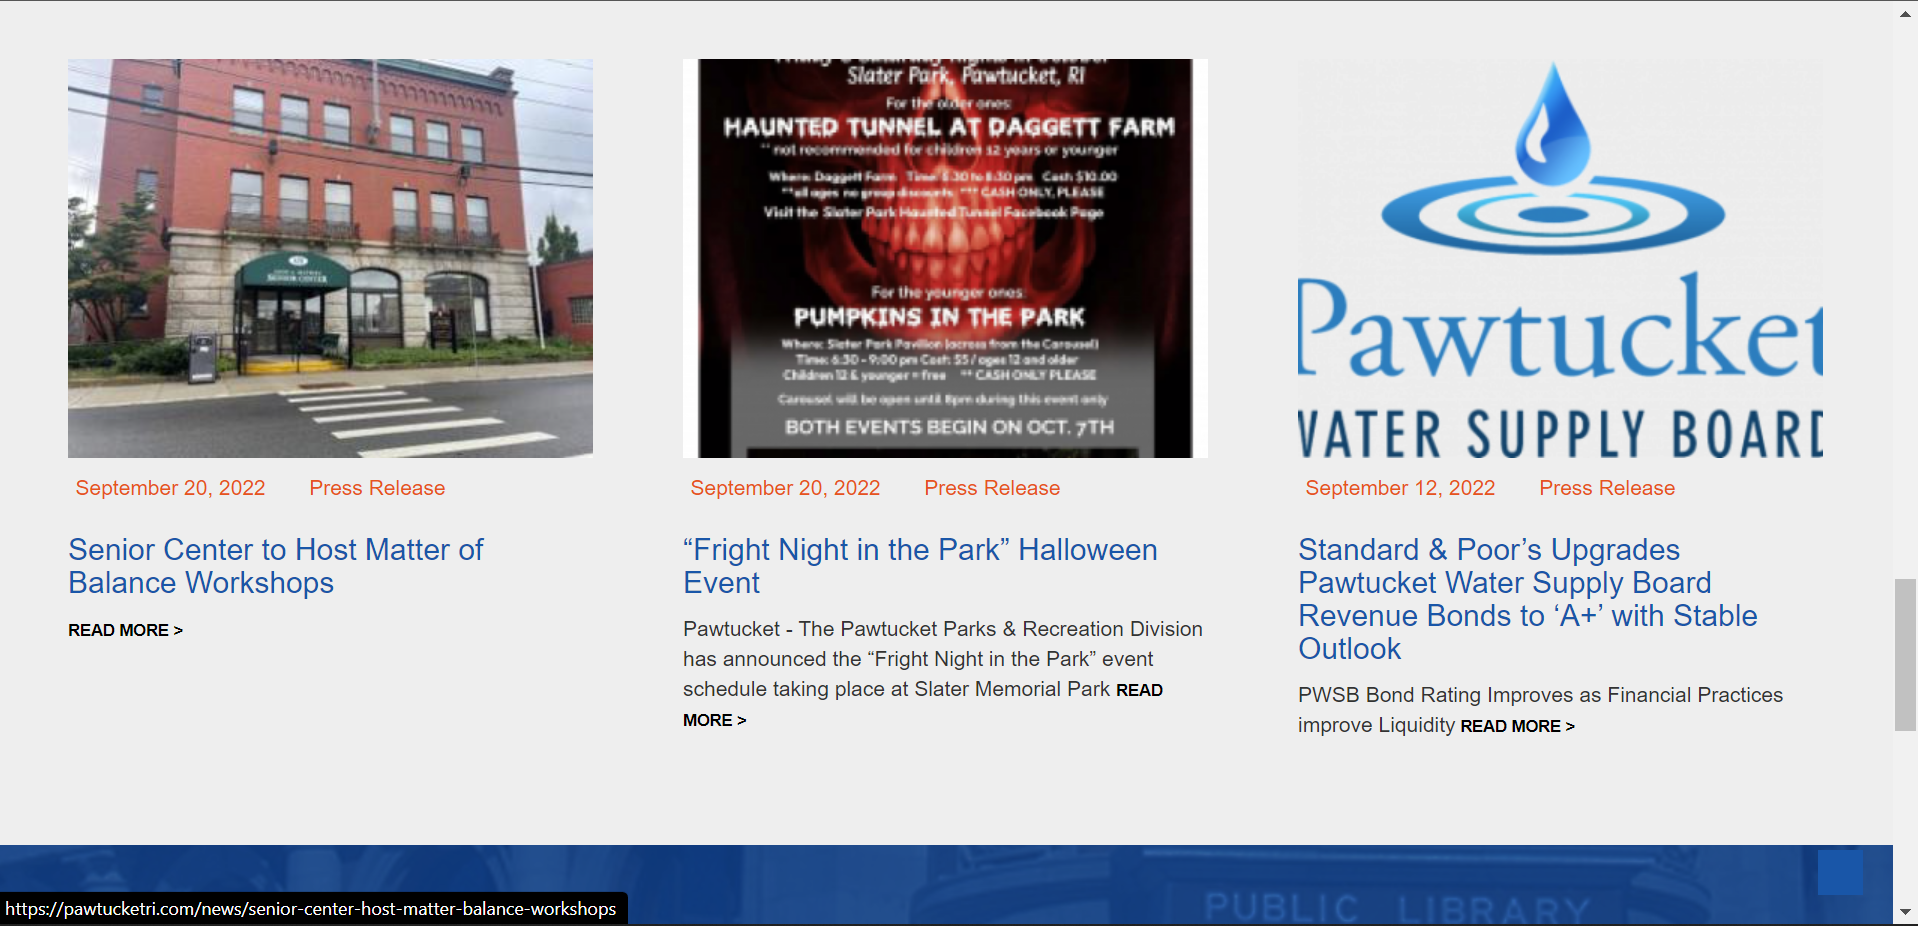 SENIOR CENTER
September 20, 2022 Press Release
Senior Center to Host Matter of
Balance Workshops
READ MORE >
Slater Park, Pawtucket, RI
For the older ones:
HAUNTED TUNNEL AT DAGGETT FARM
**not recommended for children 12 years or younger
Where: Daggett Farm Time: 6:30 to 8:30 pm Cash $10.00
**all ages no group discounts *** CASH ONLY, PLEASE
Visit the Slater Park Haunted Tunnel Facebook Page
For the younger ones:
PUMPKINS IN THE PARK
Where: Slater Park Pavilion (across from the Carousel)
Time: 6:30 - 9:00 pm Cost: $5 / ages 12 and older
Children 12 & younger = free ** CASH ONLY PLEASE
Carousel will be open until 8pm during this event only
BOTH EVENTS BEGIN ON OCT. 7TH
September 20, 2022 Press Release
“Fright Night in the Park” Halloween
Event
Pawtucket - The Pawtucket Parks & Recreation Division
has announced the “Fright Night in the Park” event
schedule taking place at Slater Memorial Park READ
MORE >
Pawtucket
WATER SUPPLY BOARD
September 12, 2022 Press Release
Standard & Poor’s Upgrades
Pawtucket Water Supply Board
Revenue Bonds to ‘A+’ with Stable
Outlook
PWSB Bond Rating Improves as Financial Practices
improve Liquidity READ MORE >
PUBLIC LIBRARY
https://pawtucketri.com/news/senior-center-host-matter-balance-workshops